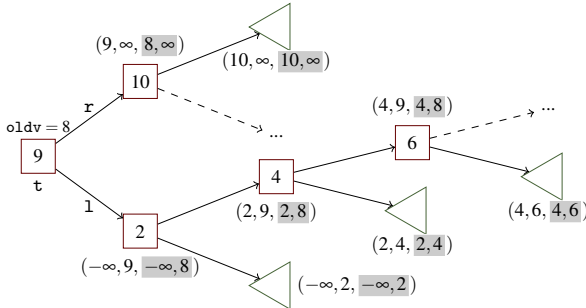 (9, ∞, 8, ∞)
10
(10, ∞, 10, ∞)
r
...
(4, 9, 4, 8)
...
oldv = 8
9
t
6
4
(2, 9, 2, 8)
l
2
(4, 6, 4, 6)
(2, 4, 2, 4)
(−∞, 9, −∞, 8)
(−∞, 2, −∞, 2)